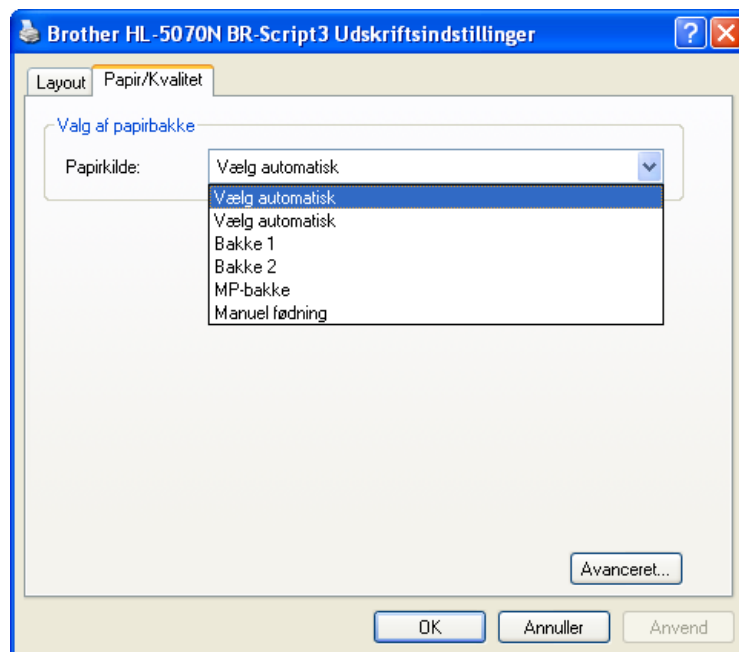 Brother HL-5070N BR-Script3 Udskriftsindstillinger
Layout Papir/Kvalitet
Valg af papirbakke
Papirkilde: Vælg automatisk
Vælg automatisk
Vælg automatisk
Bakke 1
Bakke 2
MP-bakke
Manuel fødning
Avanceret...
OK Annuller Anvend